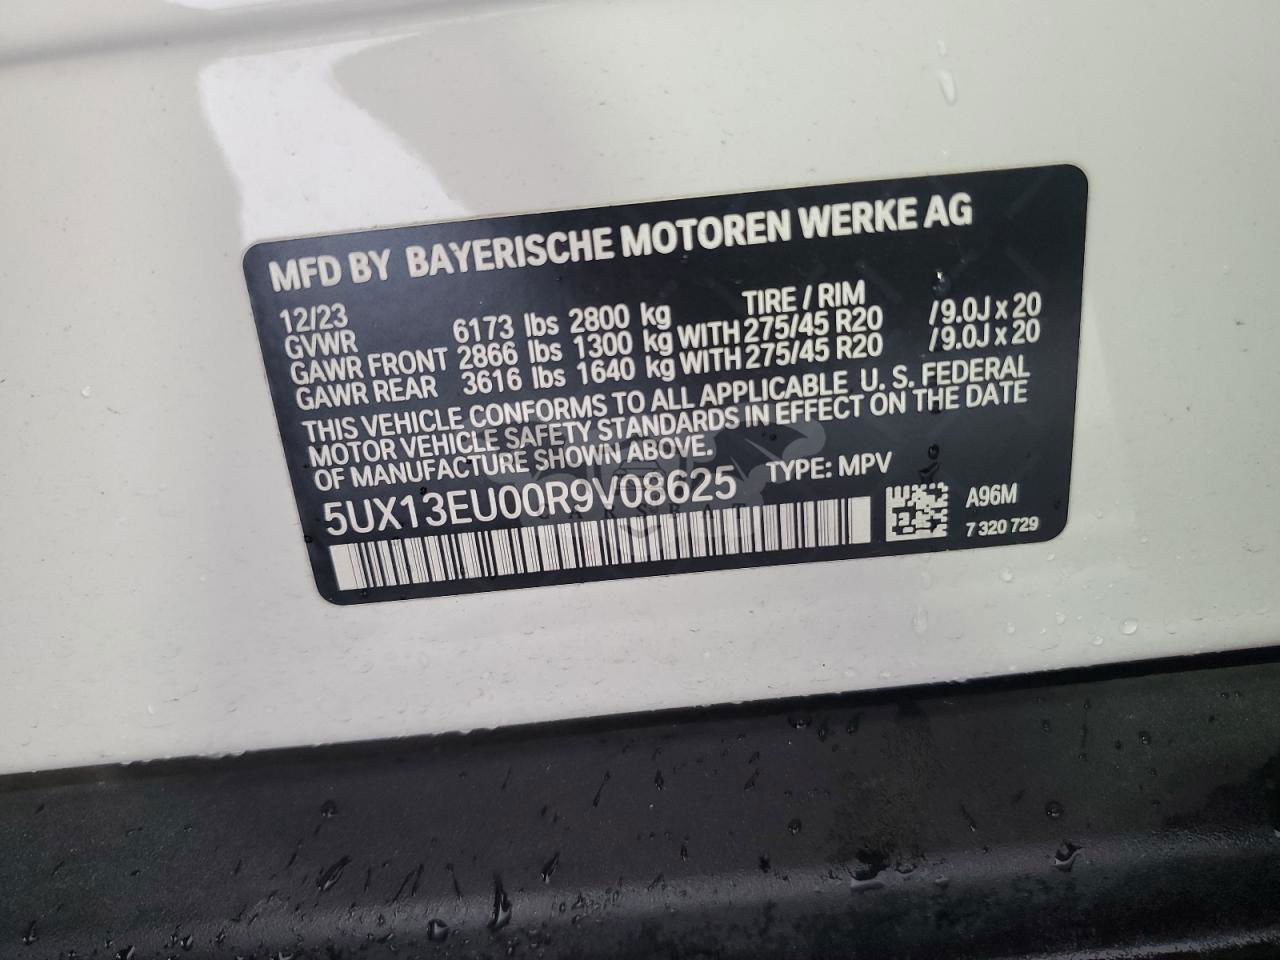 MFD BY BAYERISCHE MOTOREN WERKE AG
12/23 TIRE / RIM
GVWR 6173 lbs 2800 kg
GAWR FRONT 2866 lbs 1300 kg WITH 275/45 R20 /9.0J x 20
GAWR REAR 3616 lbs 1640 kg WITH 275/45 R20 /9.0J x 20
THIS VEHICLE CONFORMS TO ALL APPLICABLE U. S. FEDERAL
MOTOR VEHICLE SAFETY STANDARDS IN EFFECT ON THE DATE
OF MANUFACTURE SHOWN ABOVE.
5UX13EU00R9V08625 TYPE: MPV
A96M
7 320 729